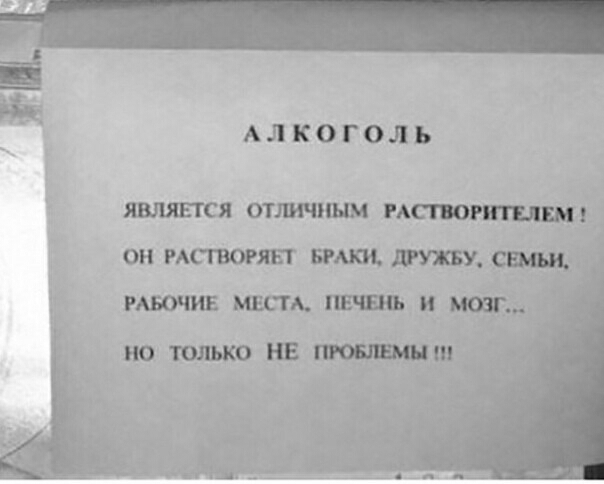 АЛКОГОЛЬ
ЯВЛЯЕТСЯ ОТЛИЧНЫМ РАСТВОРИТЕЛЕМ !
ОН РАСТВОРЯЕТ БРАКИ, ДРУЖБУ, СЕМЬИ,
РАБОЧИЕ МЕСТА, ПЕЧЕНЬ И МОЗГ...
НО ТОЛЬКО НЕ ПРОБЛЕМЫ !!!